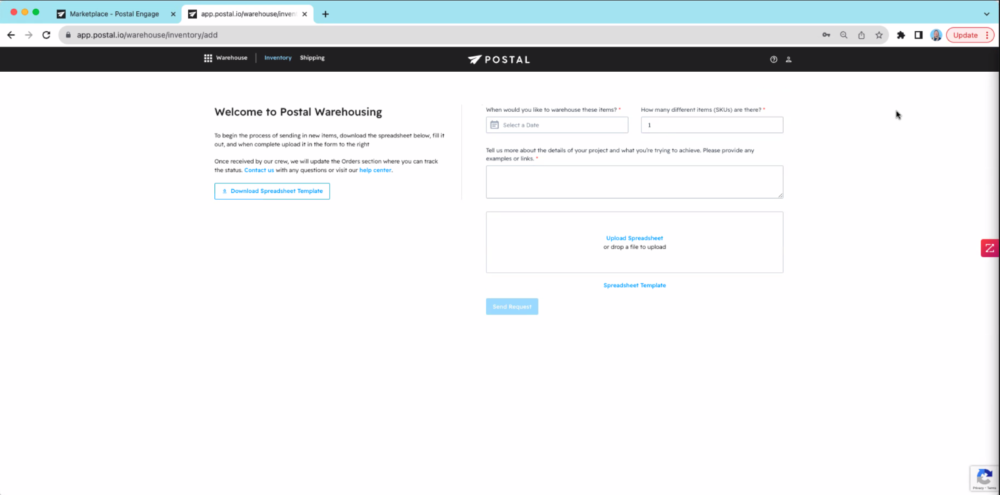 Marketplace - Postal Engage
app.postal.io/warehouse/inven
app.postal.io/warehouse/inventory/add
Update
Warehouse
Inventory
Shipping
POSTAL
Welcome to Postal Warehousing
To begin the process of sending in new items, download the spreadsheet below, fill it
out, and when complete upload it in the form to the right
Once received by our crew, we will update the Orders section where you can track
the status. Contact us with any questions or visit our help center.
Download Spreadsheet Template
When would you like to warehouse these items? *
Select a Date
How many different items (SKUs) are there? *
1
Tell us more about the details of your project and what you're trying to achieve. Please provide any
examples or links. *
Upload Spreadsheet
or drop a file to upload
Spreadsheet Template
Send Request
Privacy - Terms